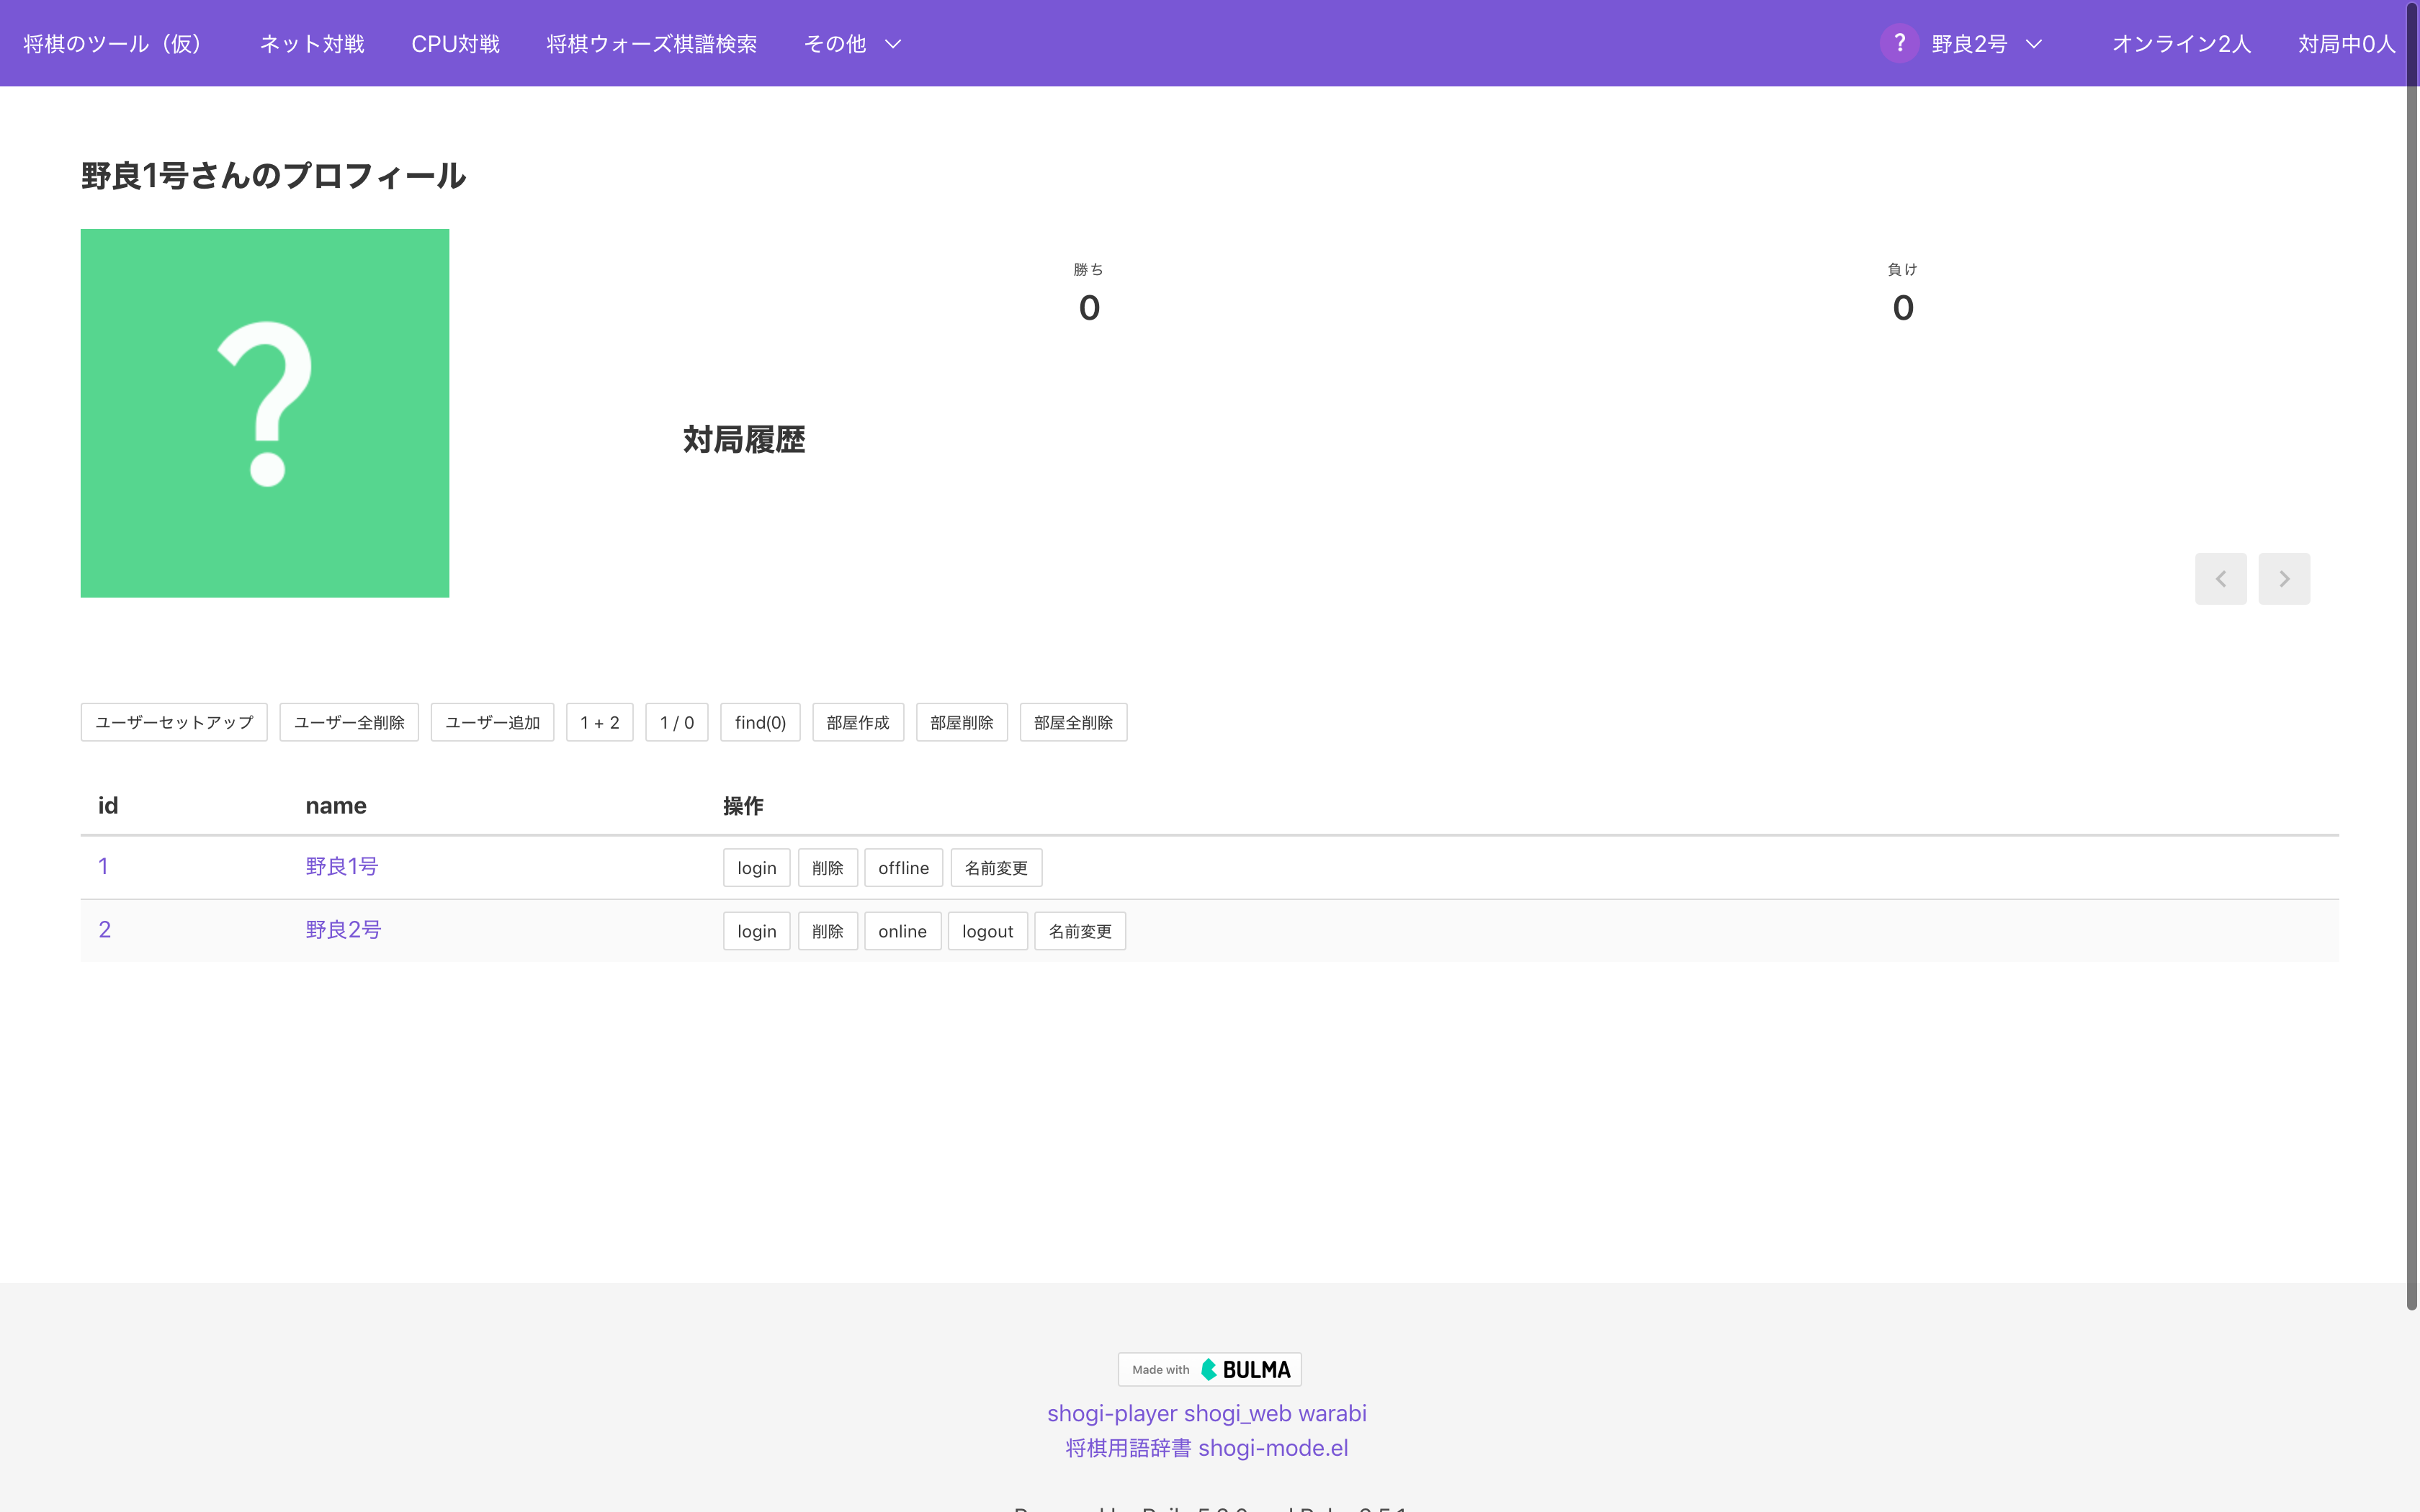 将棋のツール（仮） ネット対戦 CPU対戦 将棋ウォーズ棋譜検索 その他 ? 野良2号 オンライン2人 対局中0人
野良1号さんのプロフィール
?
勝ち 負け
0 0
対局履歴
ユーザーセットアップ ユーザー全削除 ユーザー追加 1 + 2 1 / 0 find(0) 部屋作成 部屋削除 部屋全削除
id name 操作
1 野良1号 login 削除 offline 名前変更
2 野良2号 login 削除 online logout 名前変更
Made with BULMA
shogi-player shogi_web warabi
将棋用語辞書 shogi-mode.el